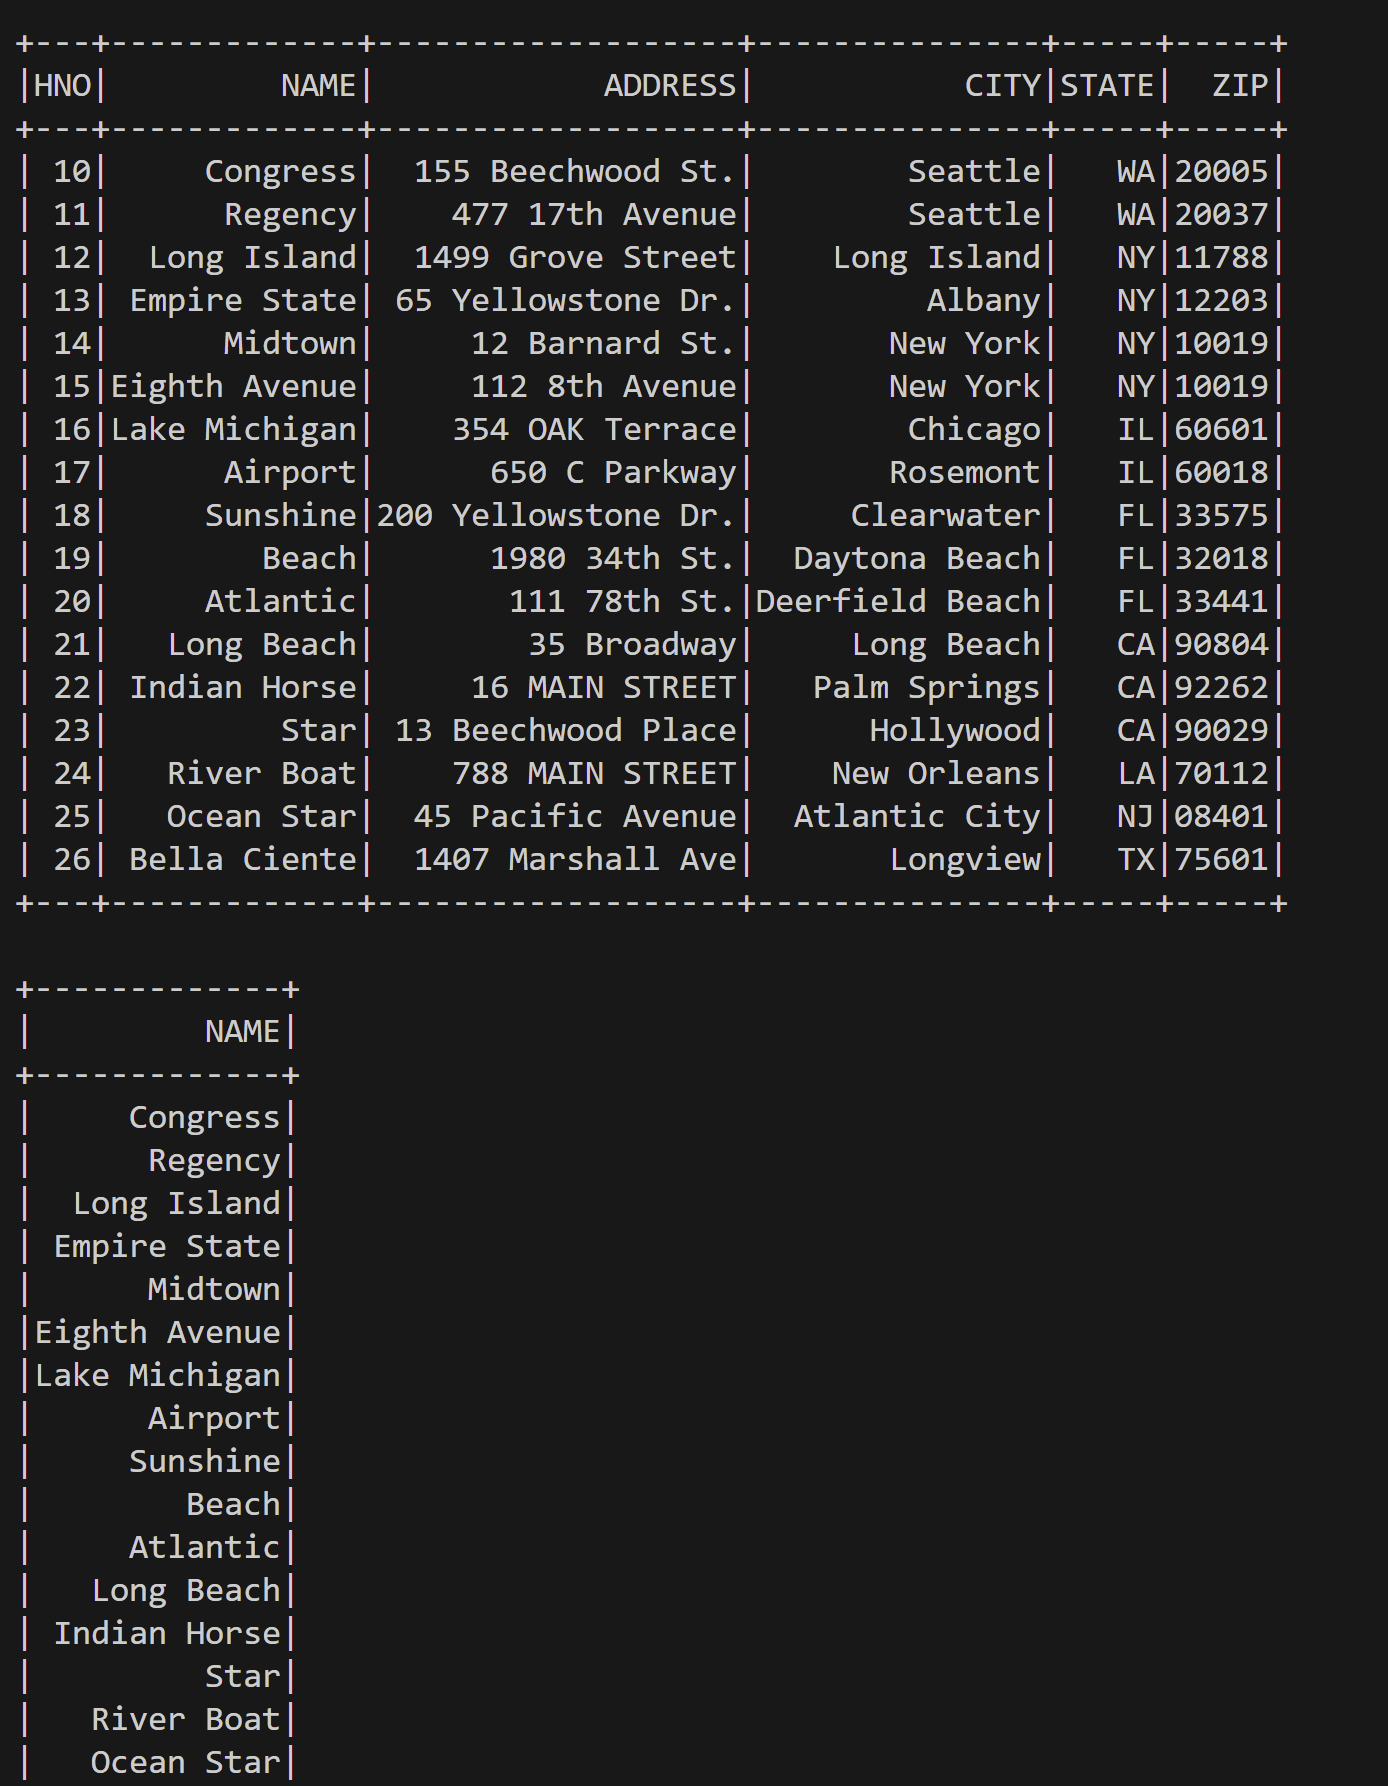 +---+-------------+-------------------+---------------+-----+-----+
|HNO|         NAME|            ADDRESS|           CITY|STATE|  ZIP|
+---+-------------+-------------------+---------------+-----+-----+
| 10|     Congress|  155 Beechwood St.|        Seattle|   WA|20005|
| 11|      Regency|    477 17th Avenue|        Seattle|   WA|20037|
| 12|  Long Island|  1499 Grove Street|    Long Island|   NY|11788|
| 13| Empire State| 65 Yellowstone Dr.|         Albany|   NY|12203|
| 14|      Midtown|     12 Barnard St.|       New York|   NY|10019|
| 15|Eighth Avenue|     112 8th Avenue|       New York|   NY|10019|
| 16|Lake Michigan|    354 OAK Terrace|        Chicago|   IL|60601|
| 17|      Airport|      650 C Parkway|       Rosemont|   IL|60018|
| 18|     Sunshine|200 Yellowstone Dr.|     Clearwater|   FL|33575|
| 19|        Beach|      1980 34th St.|  Daytona Beach|   FL|32018|
| 20|     Atlantic|       111 78th St.|Deerfield Beach|   FL|33441|
| 21|   Long Beach|        35 Broadway|     Long Beach|   CA|90804|
| 22| Indian Horse|     16 MAIN STREET|   Palm Springs|   CA|92262|
| 23|         Star| 13 Beechwood Place|      Hollywood|   CA|90029|
| 24|   River Boat|    788 MAIN STREET|    New Orleans|   LA|70112|
| 25|   Ocean Star|  45 Pacific Avenue|  Atlantic City|   NJ|08401|
| 26| Bella Ciente|  1407 Marshall Ave|       Longview|   TX|75601|
+---+-------------+-------------------+---------------+-----+-----+
+-------------+
|         NAME|
+-------------+
|     Congress|
|      Regency|
|  Long Island|
| Empire State|
|      Midtown|
|Eighth Avenue|
|Lake Michigan|
|      Airport|
|     Sunshine|
|        Beach|
|     Atlantic|
|   Long Beach|
| Indian Horse|
|         Star|
|   River Boat|
|   Ocean Star|